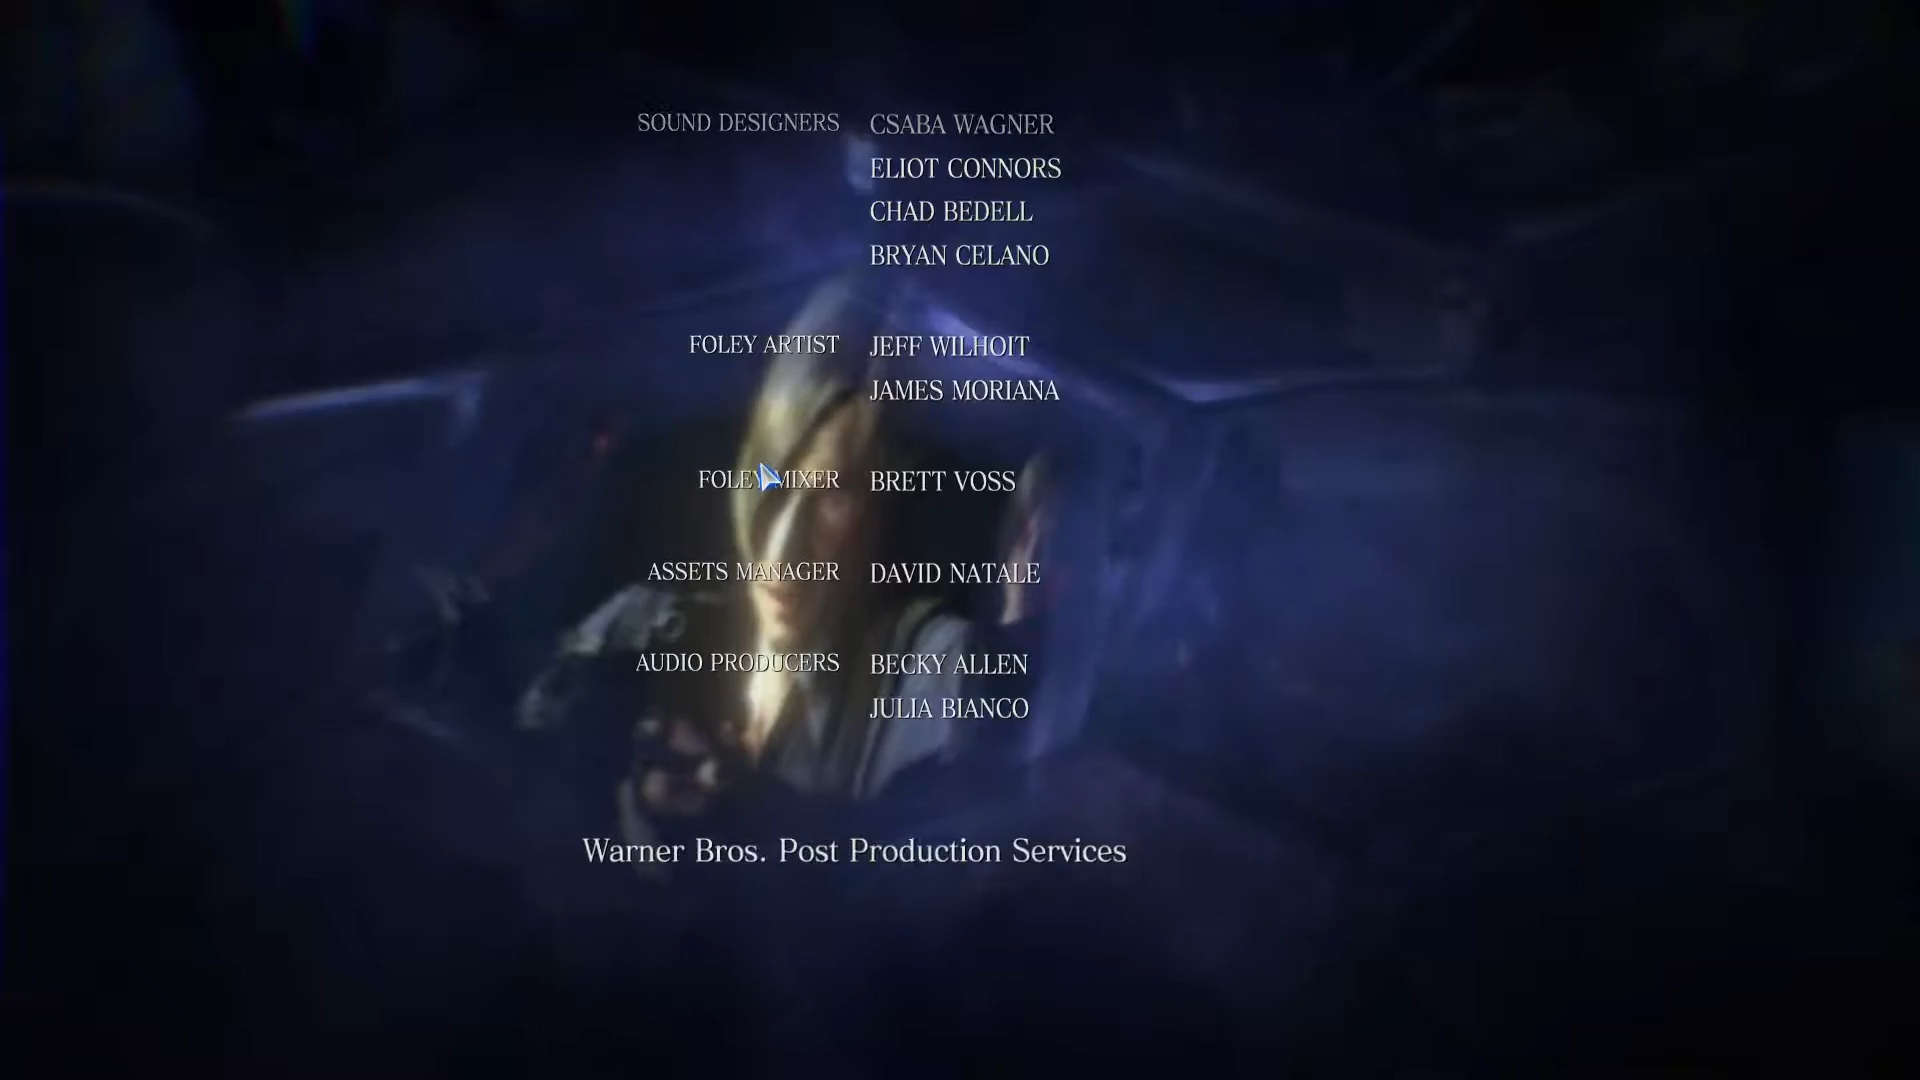 SOUND DESIGNERS CSABA WAGNER
ELIOT CONNORS
CHAD BEDELL
BRYAN CELANO
FOLEY ARTIST JEFF WILHOIT
JAMES MORIANA
FOLEY MIXER BRETT VOSS
ASSETS MANAGER DAVID NATALE
AUDIO PRODUCERS BECKY ALLEN
JULIA BIANCO
Warner Bros. Post Production Services